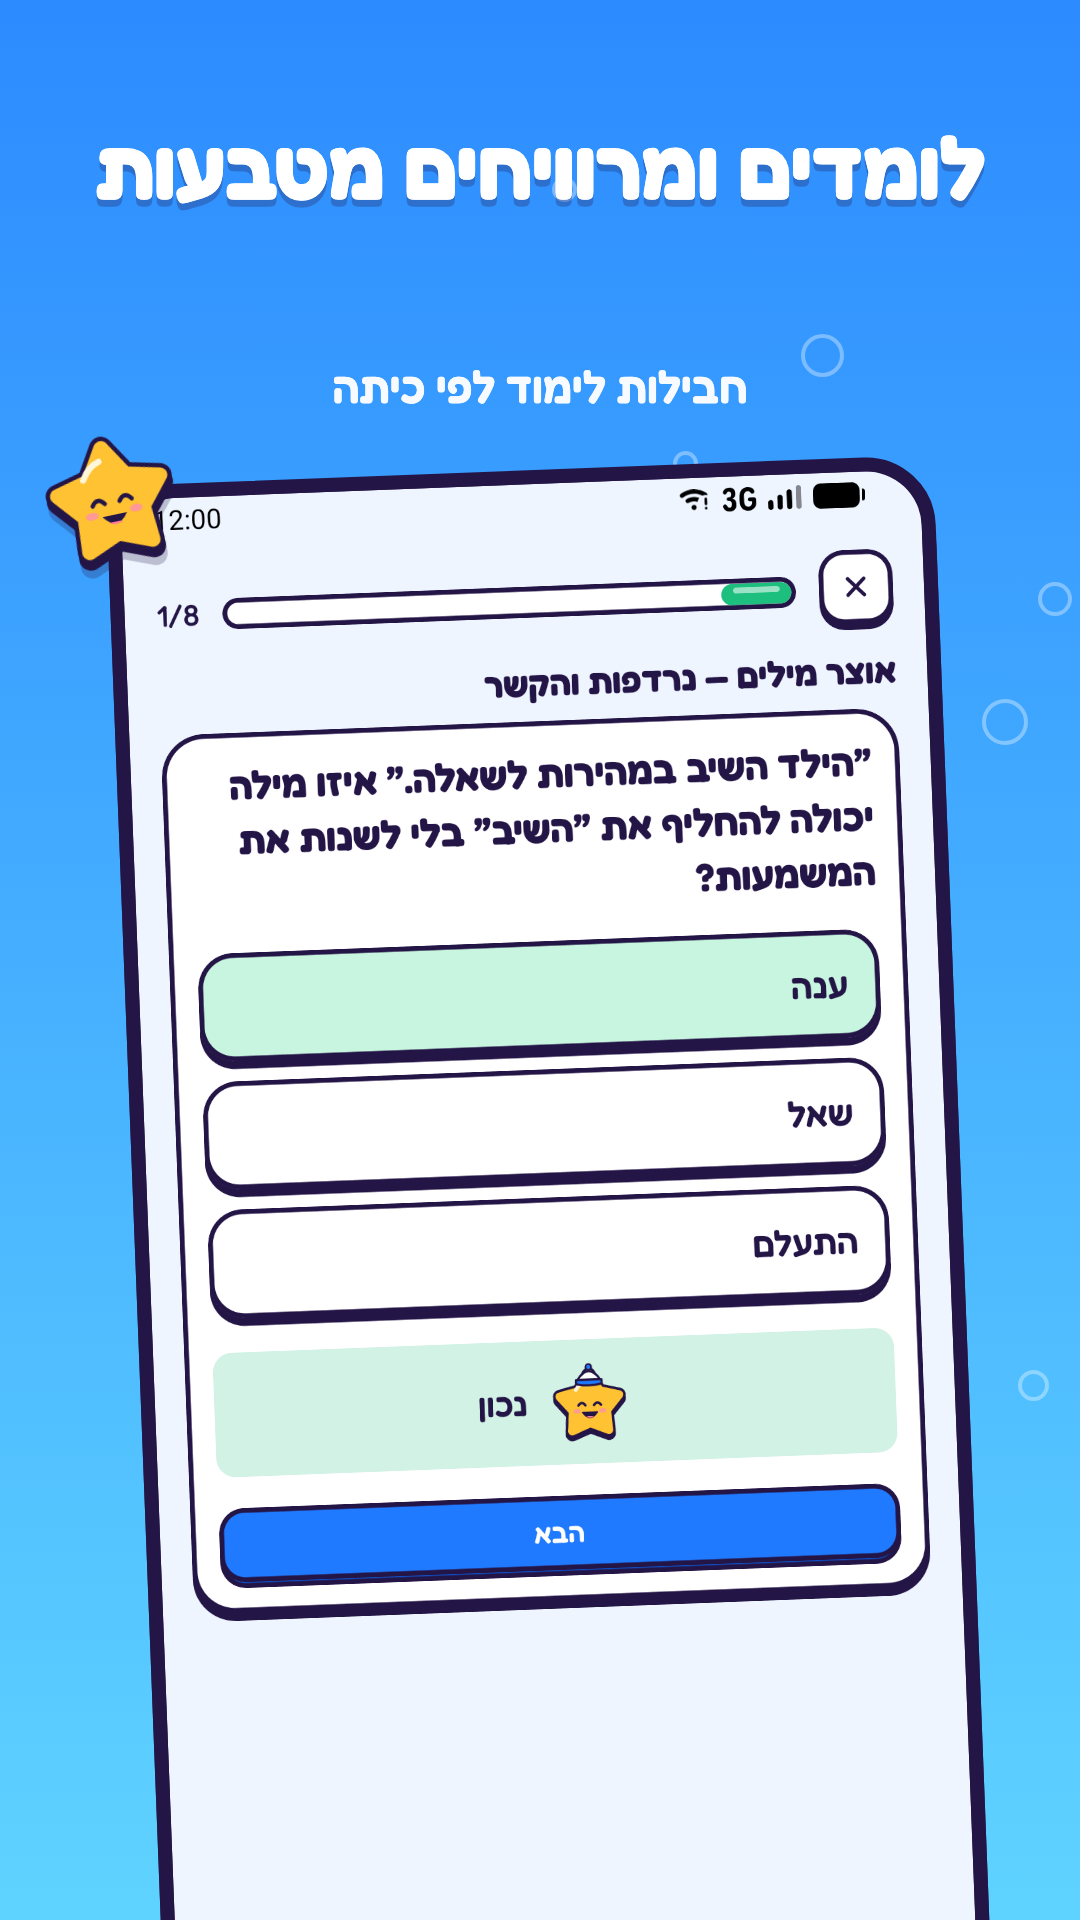 לומדים ומרוויחים מטבעות
חבילות לימוד לפי כיתה
12:00
3G
1/8
אוצר מילים – נרדפות והקשר
"הילד השיב במהירות לשאלה." איזו מילה
יכולה להחליף את "השיב" בלי לשנות את
המשמעות?
ענה
שאל
התעלם
נכון
הבא